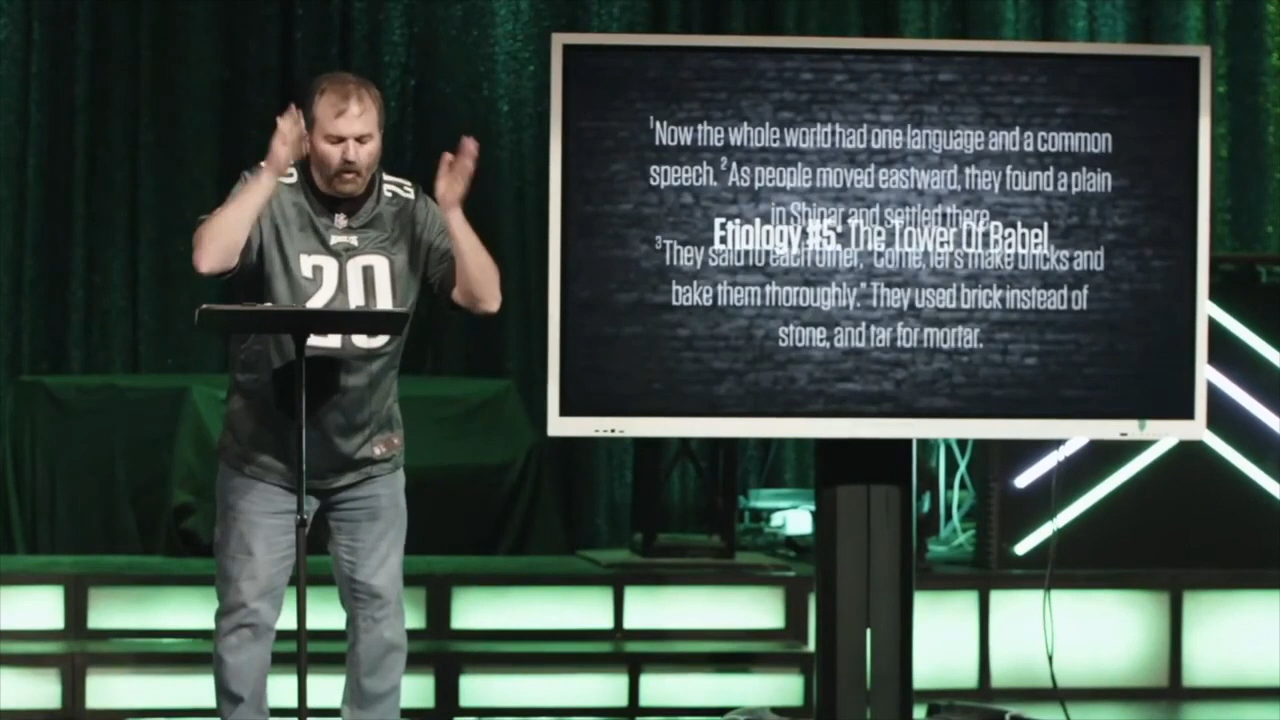 ¹Now the whole world had one language and a common
speech. ²As people moved eastward, they found a plain
in Shinar and settled there.
Etiology #5: The Tower Of Babel
³They said to each other, "Come, let's make bricks and
bake them thoroughly." They used brick instead of
stone, and tar for mortar.
20
20
NFL